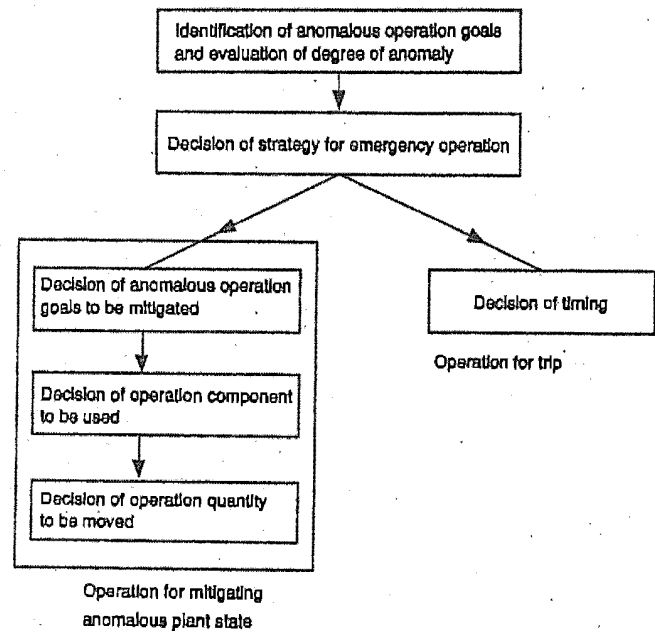 Identification of anomalous operation goals
and evaluation of degree of anomaly
Decision of strategy for emergency operation
Decision of anomalous operation
goals to be mitigated
Decision of operation component
to be used
Decision of operation quantity
to be moved
Operation for mitigating
anomalous plant state
Decision of timing
Operation for trip